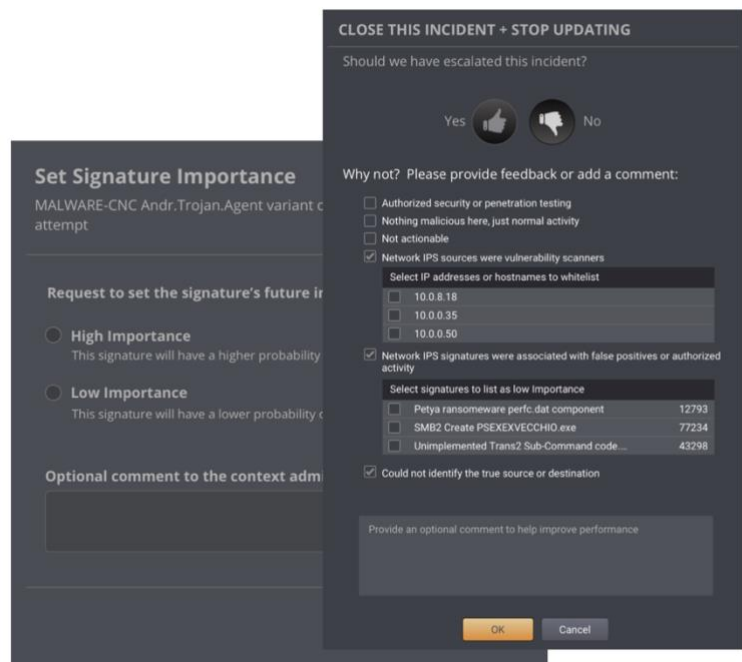 CLOSE THIS INCIDENT + STOP UPDATING
Should we have escalated this incident?
Yes
No
Why not? Please provide feedback or add a comment:
Authorized security or penetration testing
Nothing malicious here, just normal activity
Not actionable
Network IPS sources were vulnerability scanners
Select IP addresses or hostnames to whitelist
10.0.8.18
10.0.0.35
10.0.0.50
Network IPS signatures were associated with false positives or authorized
activity
Select signatures to list as low Importance
Petya ransomeware perfc.dat component 12793
SMB2 Create PSEXEXVECCHIO.exe 77234
Unimplemented Trans2 Sub-Command code.... 43298
Could not identify the true source or destination
Provide an optional comment to help improve performance
OK
Cancel
Set Signature Importance
MALWARE-CNC Andr.Trojan.Agent variant
attempt
Request to set the signature's future
High Importance
This signature will have a higher probability
Low Importance
This signature will have a lower probability
Optional comment to the context